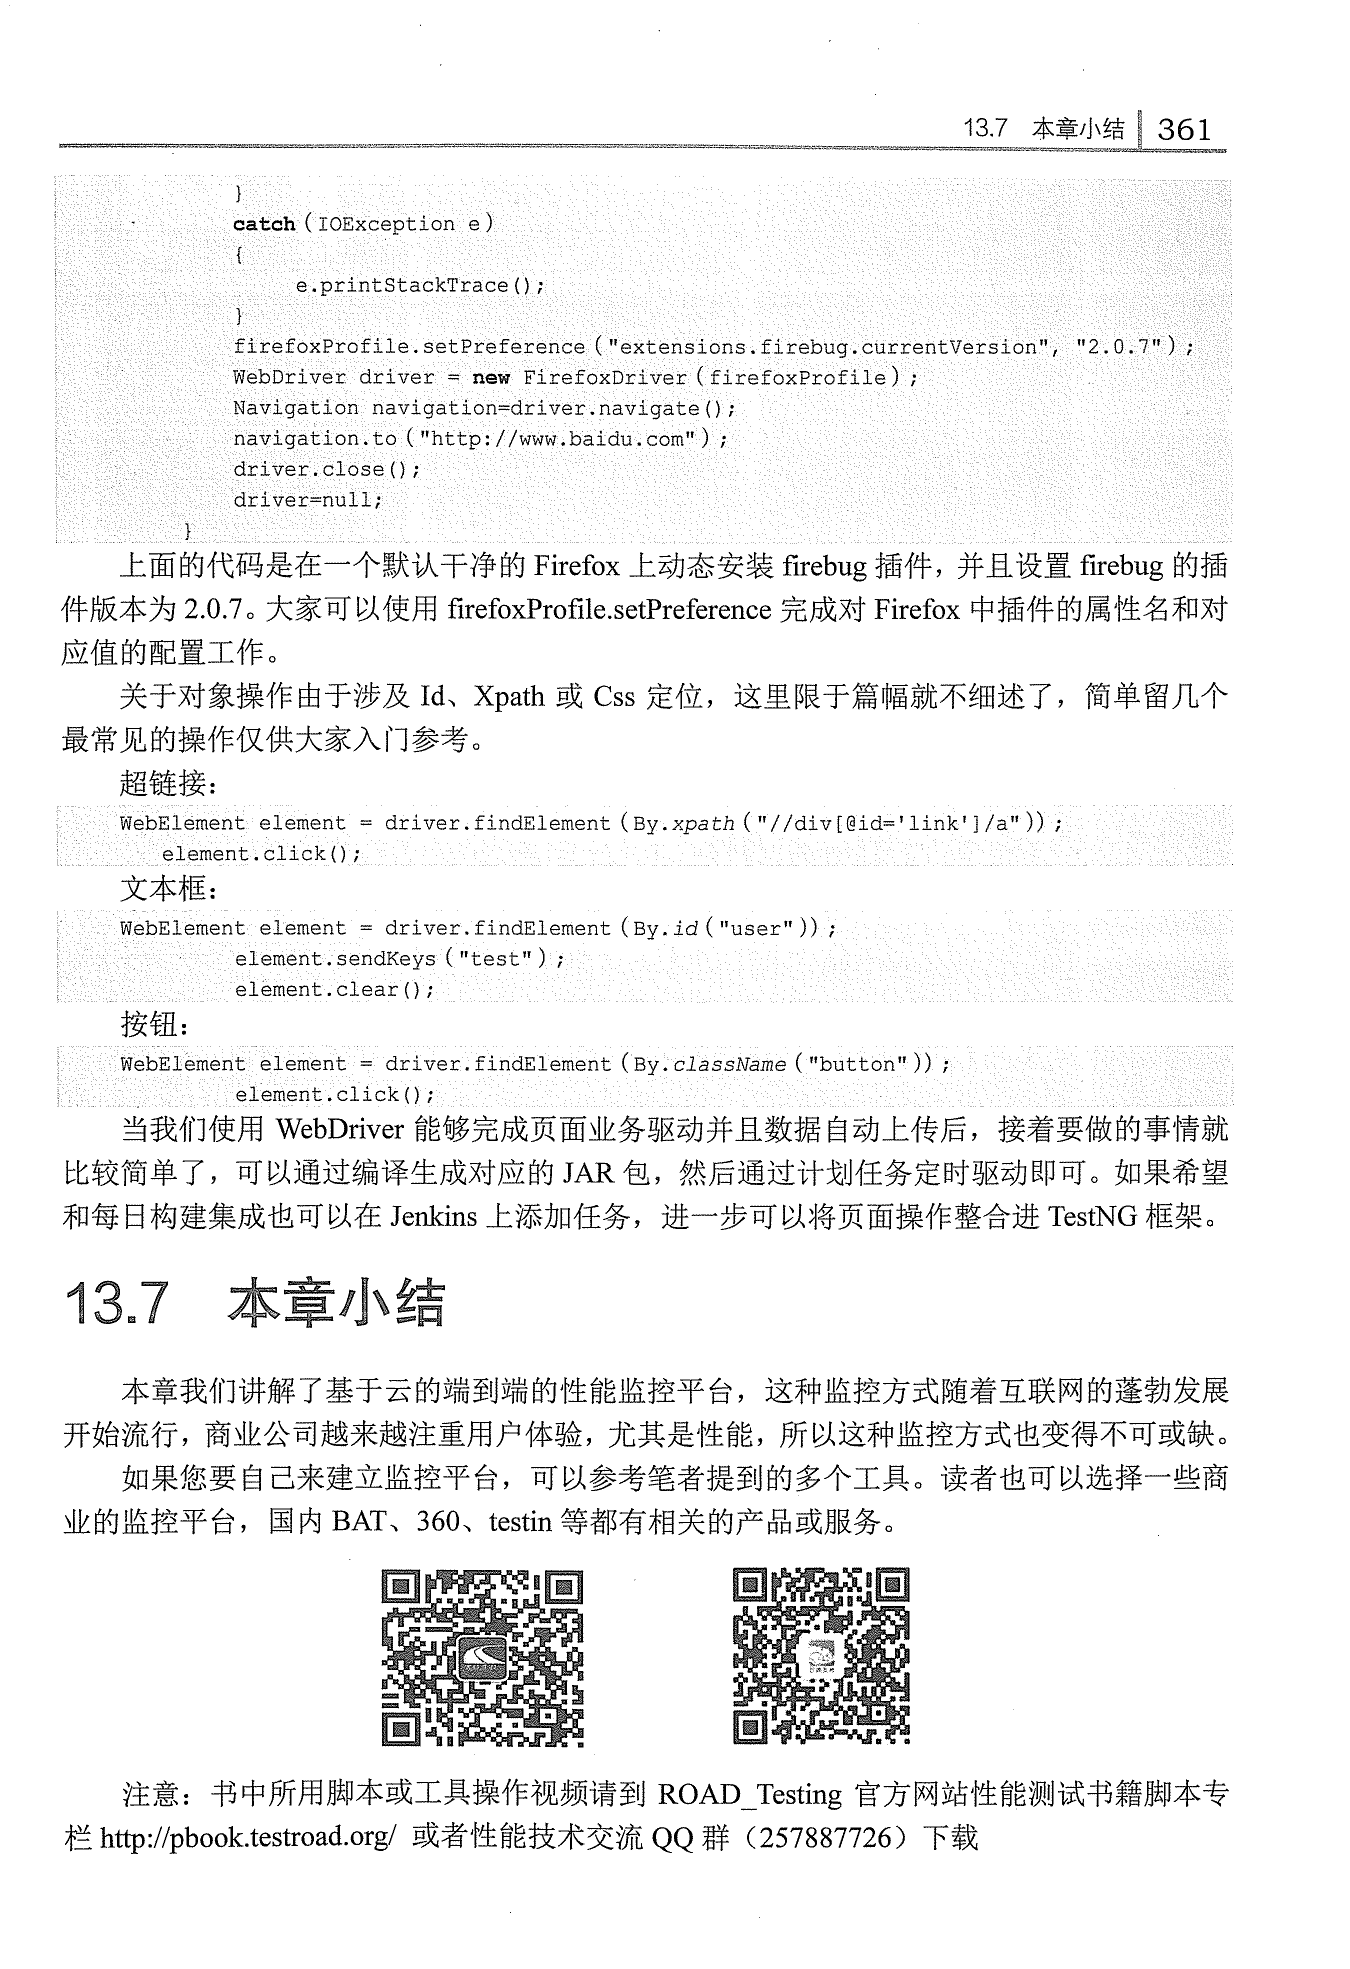 13.7 本章小结 361
}
catch(IOException e)
{
e.printStackTrace();
}
firefoxProfile.setPreference("extensions.firebug.currentVersion", "2.0.7");
WebDriver driver = new FirefoxDriver(firefoxProfile);
Navigation navigation=driver.navigate();
navigation.to("http://www.baidu.com");
driver.close();
driver=null;
}
上面的代码是在一个默认干净的 Firefox 上动态安装 firebug 插件，并且设置 firebug 的插
件版本为 2.0.7。大家可以使用 firefoxProfile.setPreference 完成对 Firefox 中插件的属性名和对
应值的配置工作。
关于对象操作由于涉及 Id、Xpath 或 Css 定位，这里限于篇幅就不细述了，简单留几个
最常见的操作仅供大家入门参考。
超链接：
WebElement element = driver.findElement(By.xpath("//div[@id='link']/a"));
element.click();
文本框：
WebElement element = driver.findElement(By.id("user"));
element.sendKeys("test");
element.clear();
按钮：
WebElement element = driver.findElement(By.className("button"));
element.click();
当我们使用 WebDriver 能够完成页面业务驱动并且数据自动上传后，接着要做的事情就
比较简单了，可以通过编译生成对应的 JAR 包，然后通过计划任务定时驱动即可。如果希望
和每日构建集成也可以在 Jenkins 上添加任务，进一步可以将页面操作整合进 TestNG 框架。
13.7 本章小结
本章我们讲解了基于云的端到端的性能监控平台，这种监控方式随着互联网的蓬勃发展
开始流行，商业公司越来越注重用户体验，尤其是性能，所以这种监控方式也变得不可或缺。
如果您要自己来建立监控平台，可以参考笔者提到的多个工具。读者也可以选择一些商
业的监控平台，国内 BAT、360、testin 等都有相关的产品或服务。
注意：书中所用脚本或工具操作视频请到 ROAD_Testing 官方网站性能测试书籍脚本专
栏 http://pbook.testroad.org/ 或者性能技术交流 QQ 群（257887726）下载